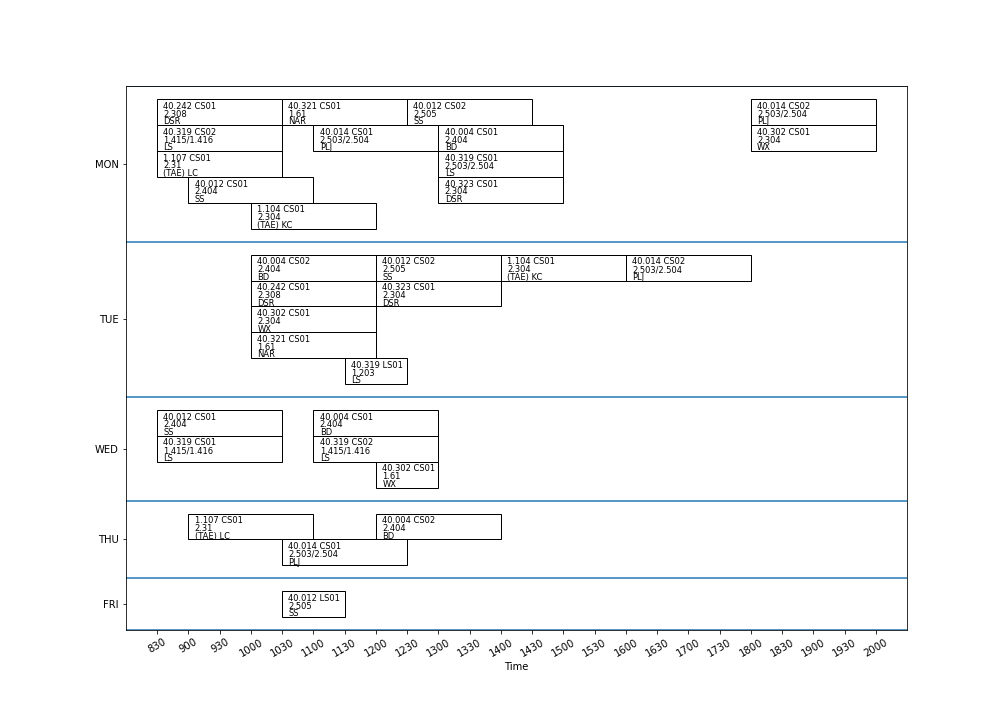 40.242 CS01
2.308
DSR
40.321 CS01
1.61
NAR
40.012 CS02
2.505
SS
40.014 CS02
2.503/2.504
PLJ
40.319 CS02
1.415/1.416
LS
40.014 CS01
2.503/2.504
PLJ
40.004 CS01
2.404
BD
40.302 CS01
2.304
WX
MON
1.107 CS01
2.31
(TAE) LC
40.319 CS01
2.503/2.504
LS
40.012 CS01
2.404
SS
40.323 CS01
2.304
DSR
1.104 CS01
2.304
(TAE) KC
TUE
40.004 CS02
2.404
BD
40.012 CS02
2.505
SS
1.104 CS01
2.304
(TAE) KC
40.014 CS02
2.503/2.504
PLJ
40.242 CS01
2.308
DSR
40.323 CS01
2.304
DSR
40.302 CS01
2.304
WX
40.321 CS01
1.61
NAR
40.319 LS01
1.203
LS
WED
40.012 CS01
2.404
SS
40.004 CS01
2.404
BD
40.319 CS01
1.415/1.416
LS
40.319 CS02
1.415/1.416
LS
40.302 CS01
1.61
WX
THU
1.107 CS01
2.31
(TAE) LC
40.004 CS02
2.404
BD
40.014 CS01
2.503/2.504
PLJ
FRI
40.012 LS01
2.505
SS
830 900 930 1000 1030 1100 1130 1200 1230 1300 1430 1500 1530 1600 1630 1700 1730 1800 1830 1900 1930 2000
Time